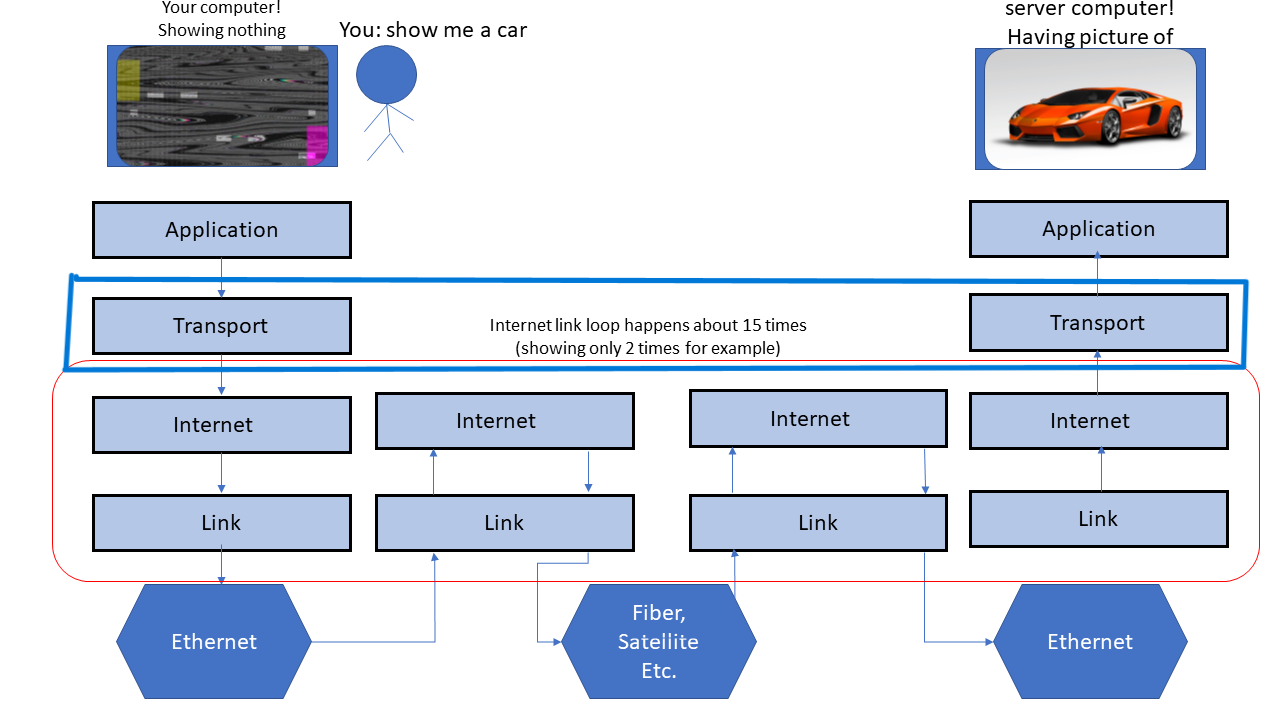 Your computer!
Showing nothing
You: show me a car
server computer!
Having picture of
Application
Application
Transport
Internet link loop happens about 15 times
(showing only 2 times for example)
Transport
Internet
Internet
Internet
Internet
Link
Link
Link
Link
Ethernet
Fiber,
Satellite
Etc.
Ethernet